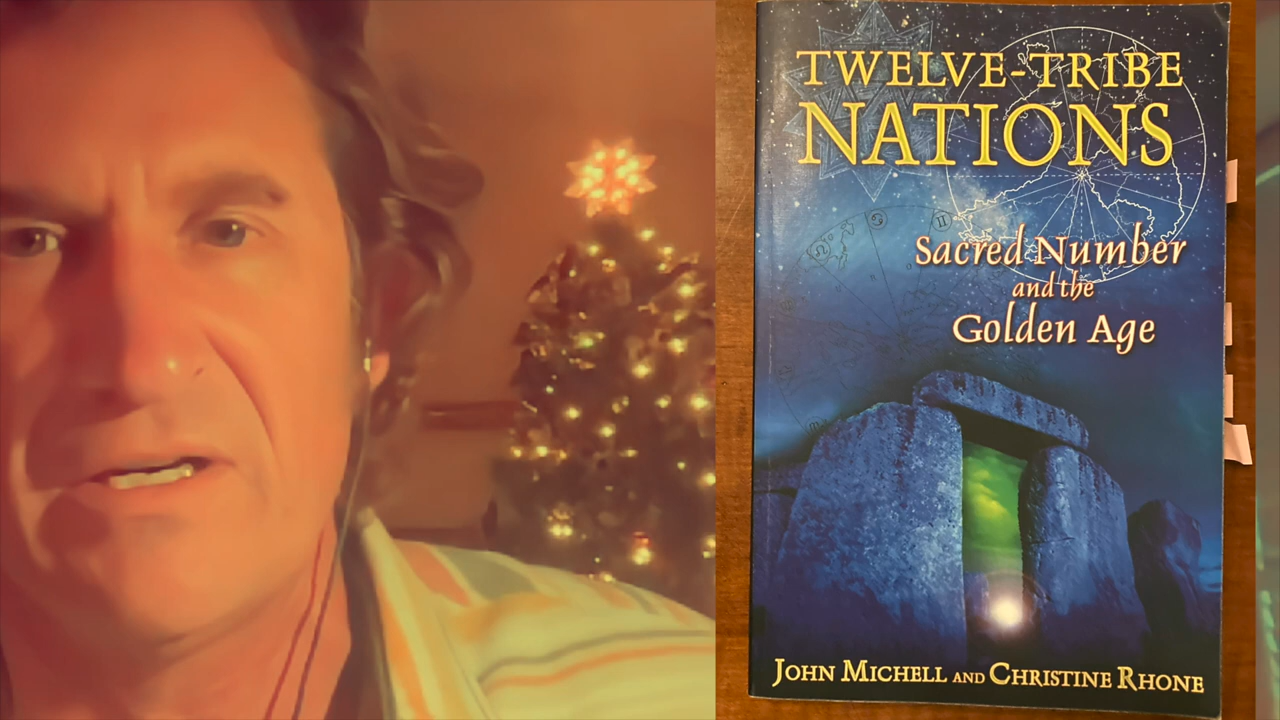 TWELVE-TRIBE
NATIONS
Sacred Number
and the
Golden Age
JOHN MICHELL AND CHRISTINE RHONE